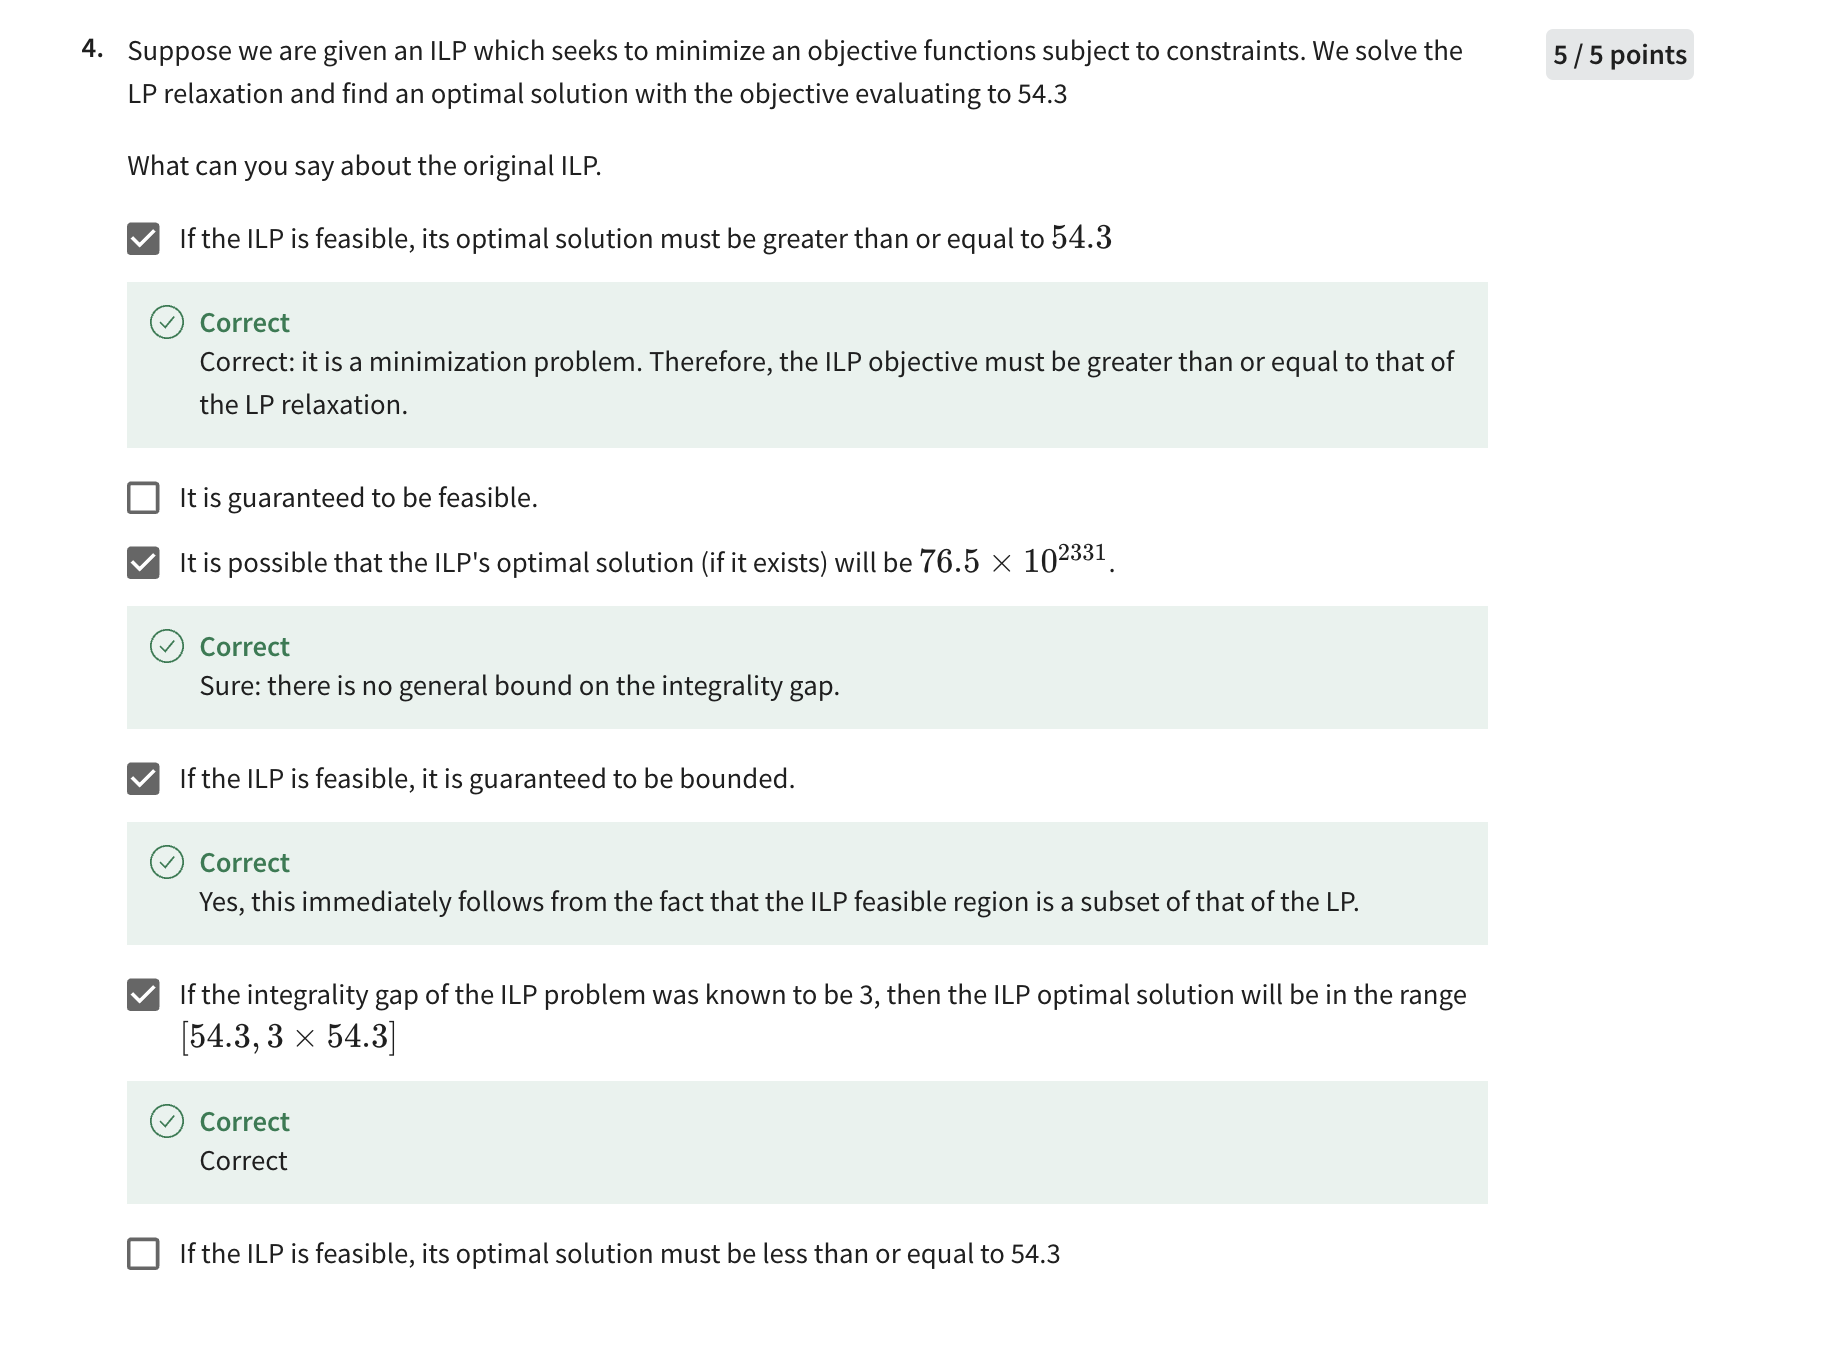 4. Suppose we are given an ILP which seeks to minimize an objective functions subject to constraints. We solve the
LP relaxation and find an optimal solution with the objective evaluating to 54.3
5 / 5 points
What can you say about the original ILP.
If the ILP is feasible, its optimal solution must be greater than or equal to 54.3
Correct
Correct: it is a minimization problem. Therefore, the ILP objective must be greater than or equal to that of
the LP relaxation.
It is guaranteed to be feasible.
It is possible that the ILP's optimal solution (if it exists) will be 76.5 × 10^2331.
Correct
Sure: there is no general bound on the integrality gap.
If the ILP is feasible, it is guaranteed to be bounded.
Correct
Yes, this immediately follows from the fact that the ILP feasible region is a subset of that of the LP.
If the integrality gap of the ILP problem was known to be 3, then the ILP optimal solution will be in the range
[54.3, 3 × 54.3]
Correct
Correct
If the ILP is feasible, its optimal solution must be less than or equal to 54.3